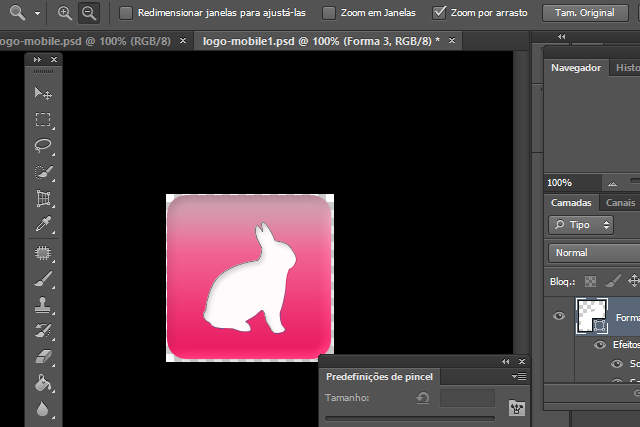 Redimensionar janelas para ajustá-las Zoom em Janelas Zoom por arrasto Tam. Original
ogo-mobile.psd @ 100% (RGB/8) × logo-mobile1.psd @ 100% (Forma 3, RGB/8) * ×
Navegador Histo
100%
Camadas Canais
Tipo
Normal
Bloq.:
Forma
Efeitos
So
Predefinições de pincel
Tamanho: